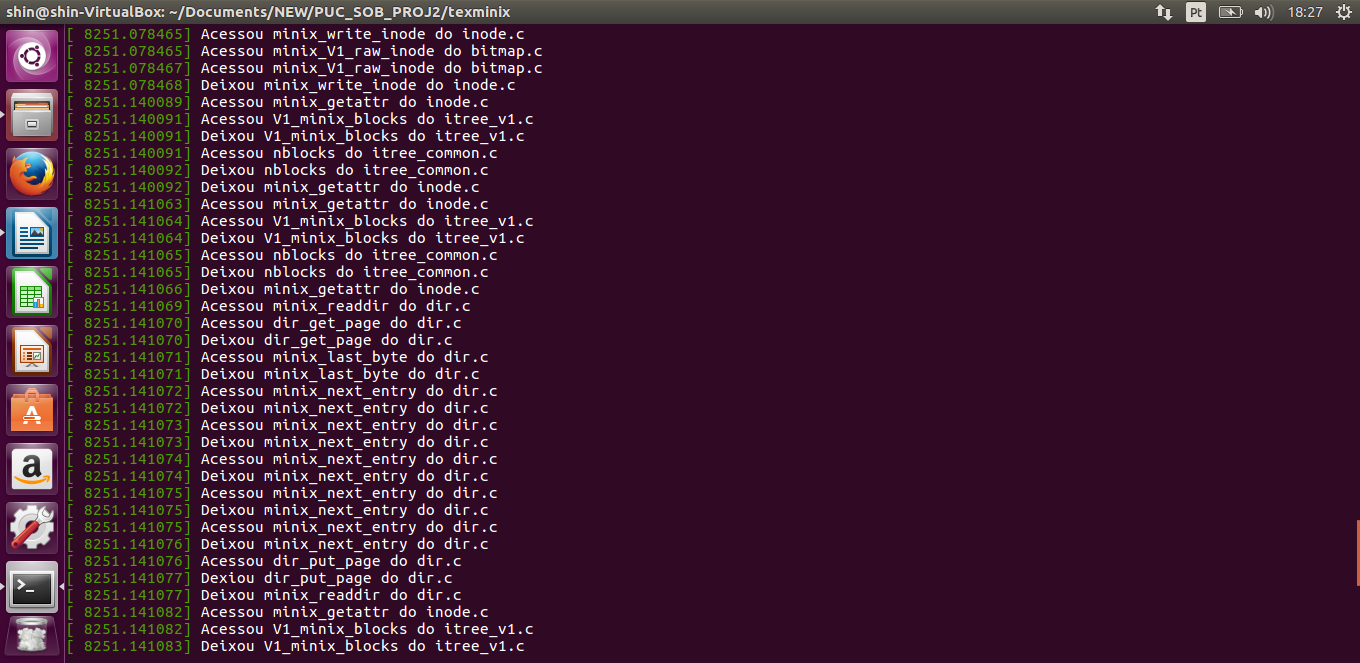 shin@shin-VirtualBox: ~/Documents/NEW/PUC_SOB_PROJ2/texminix Pt 18:27
[ 8251.078465] Acessou minix_write_inode do inode.c
[ 8251.078465] Acessou minix_V1_raw_inode do bitmap.c
[ 8251.078467] Acessou minix_V1_raw_inode do bitmap.c
[ 8251.078468] Deixou minix_write_inode do inode.c
[ 8251.140089] Acessou minix_getattr do inode.c
[ 8251.140091] Acessou V1_minix_blocks do itree_v1.c
[ 8251.140091] Deixou V1_minix_blocks do itree_v1.c
[ 8251.140091] Acessou nblocks do itree_common.c
[ 8251.140092] Deixou nblocks do itree_common.c
[ 8251.140092] Deixou minix_getattr do inode.c
[ 8251.141063] Acessou minix_getattr do inode.c
[ 8251.141064] Acessou V1_minix_blocks do itree_v1.c
[ 8251.141064] Deixou V1_minix_blocks do itree_v1.c
[ 8251.141065] Acessou nblocks do itree_common.c
[ 8251.141065] Deixou nblocks do itree_common.c
[ 8251.141066] Deixou minix_getattr do inode.c
[ 8251.141069] Acessou minix_readdir do dir.c
[ 8251.141070] Acessou dir_get_page do dir.c
[ 8251.141070] Deixou dir_get_page do dir.c
[ 8251.141071] Acessou minix_last_byte do dir.c
[ 8251.141071] Deixou minix_last_byte do dir.c
[ 8251.141072] Acessou minix_next_entry do dir.c
[ 8251.141072] Deixou minix_next_entry do dir.c
[ 8251.141073] Acessou minix_next_entry do dir.c
[ 8251.141073] Deixou minix_next_entry do dir.c
[ 8251.141074] Acessou minix_next_entry do dir.c
[ 8251.141074] Deixou minix_next_entry do dir.c
[ 8251.141075] Acessou minix_next_entry do dir.c
[ 8251.141075] Deixou minix_next_entry do dir.c
[ 8251.141075] Acessou minix_next_entry do dir.c
[ 8251.141076] Deixou minix_next_entry do dir.c
[ 8251.141076] Acessou dir_put_page do dir.c
[ 8251.141077] Dexiou dir_put_page do dir.c
[ 8251.141077] Deixou minix_readdir do dir.c
[ 8251.141082] Acessou minix_getattr do inode.c
[ 8251.141082] Acessou V1_minix_blocks do itree_v1.c
[ 8251.141083] Deixou V1_minix_blocks do itree_v1.c